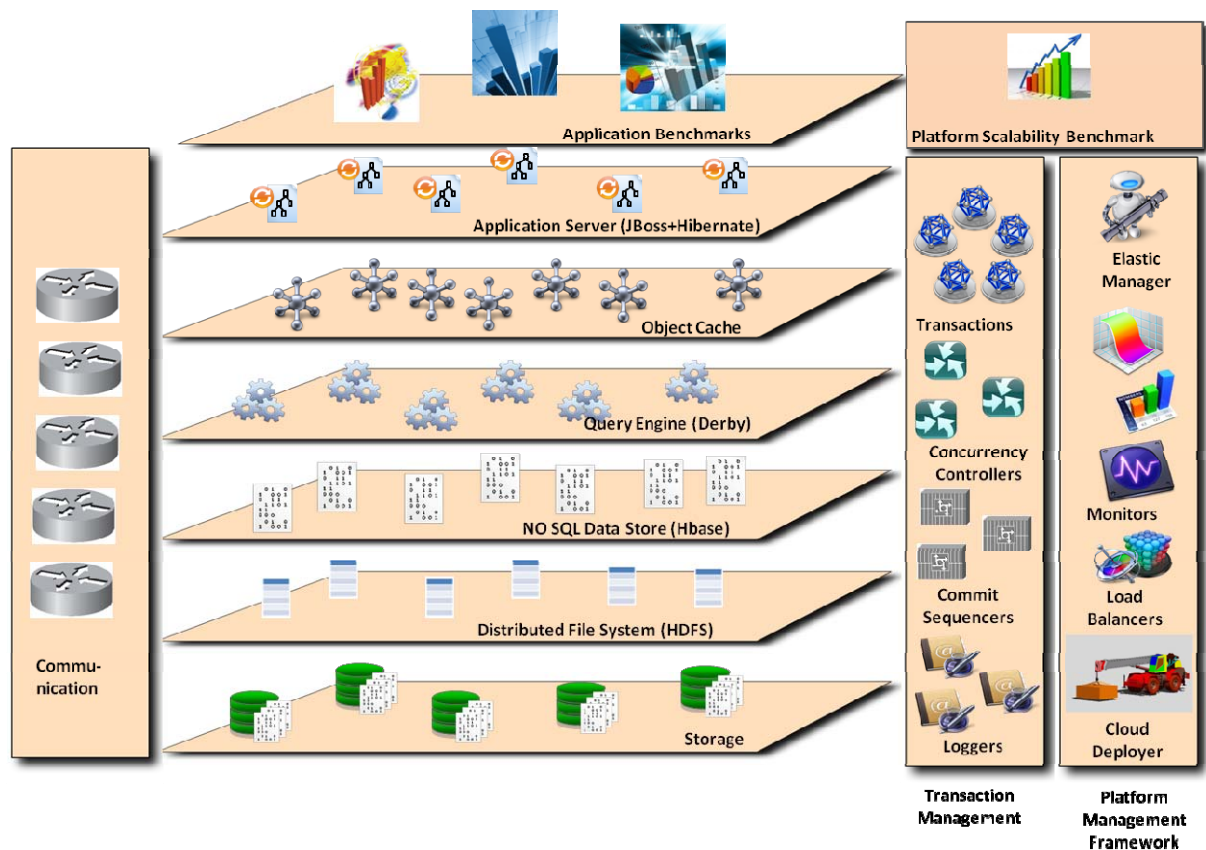 Application Benchmarks
Platform Scalability Benchmark
Application Server (JBoss+Hibernate)
Object Cache
Query Engine (Derby)
NO SQL Data Store (Hbase)
Distributed File System (HDFS)
Storage
Commu-
nication
Transactions
Concurrency
Controllers
Commit
Sequencers
Loggers
Transaction
Management
Elastic
Manager
Monitors
Load
Balancers
Cloud
Deployer
Platform
Management
Framework